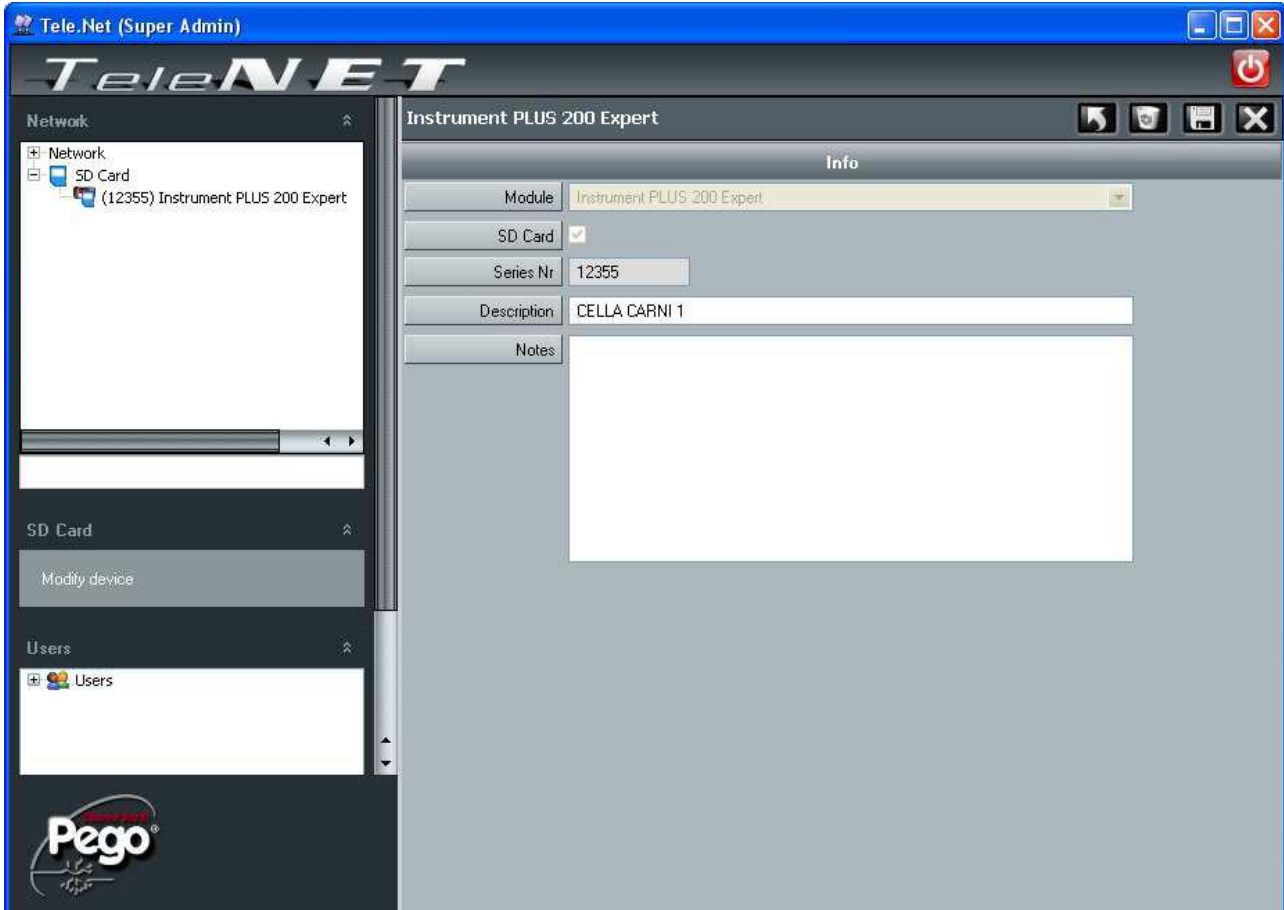 Tele.Net (Super Admin)
TeleNET
Network
Network
SD Card
(12355) Instrument PLUS 200 Expert
SD Card
Modify device
Users
Users
Pego®
Instrument PLUS 200 Expert
Info
Module Instrument PLUS 200 Expert
SD Card
Series Nr 12355
Description CELLA CARNI 1
Notes